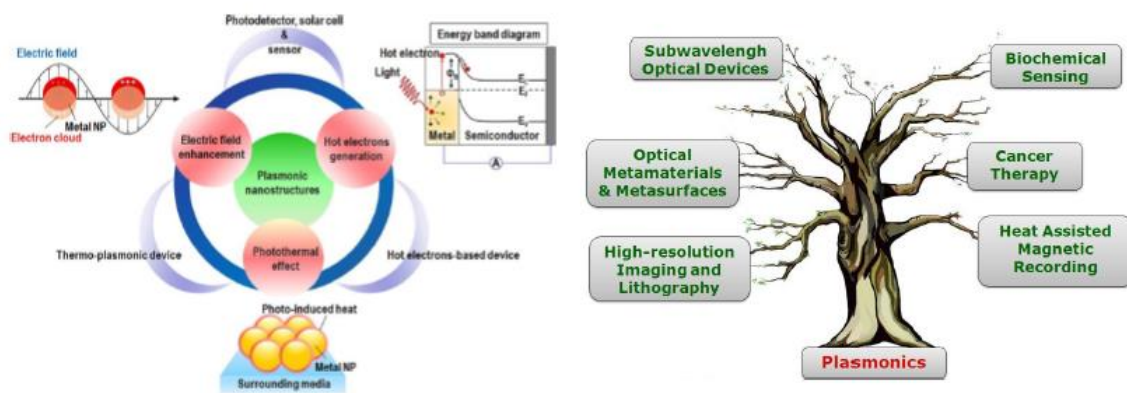 Photodetector, solar cell
&
sensor
Electric field
Electron cloud
Metal NP
Electric field
enhancement
Hot electrons
generation
Plasmonic
nanostructures
Photothermal
effect
Thermo-plasmonic device
Hot electrons-based device
Photo-induced heat
Metal NP
Surrounding media
Energy band diagram
Hot electron
Light
Metal
Semiconductor
A
Subwavelengh
Optical Devices
Biochemical
Sensing
Optical
Metamaterials
& Metasurfaces
Cancer
Therapy
High-resolution
Imaging and
Lithography
Heat Assisted
Magnetic
Recording
Plasmonics